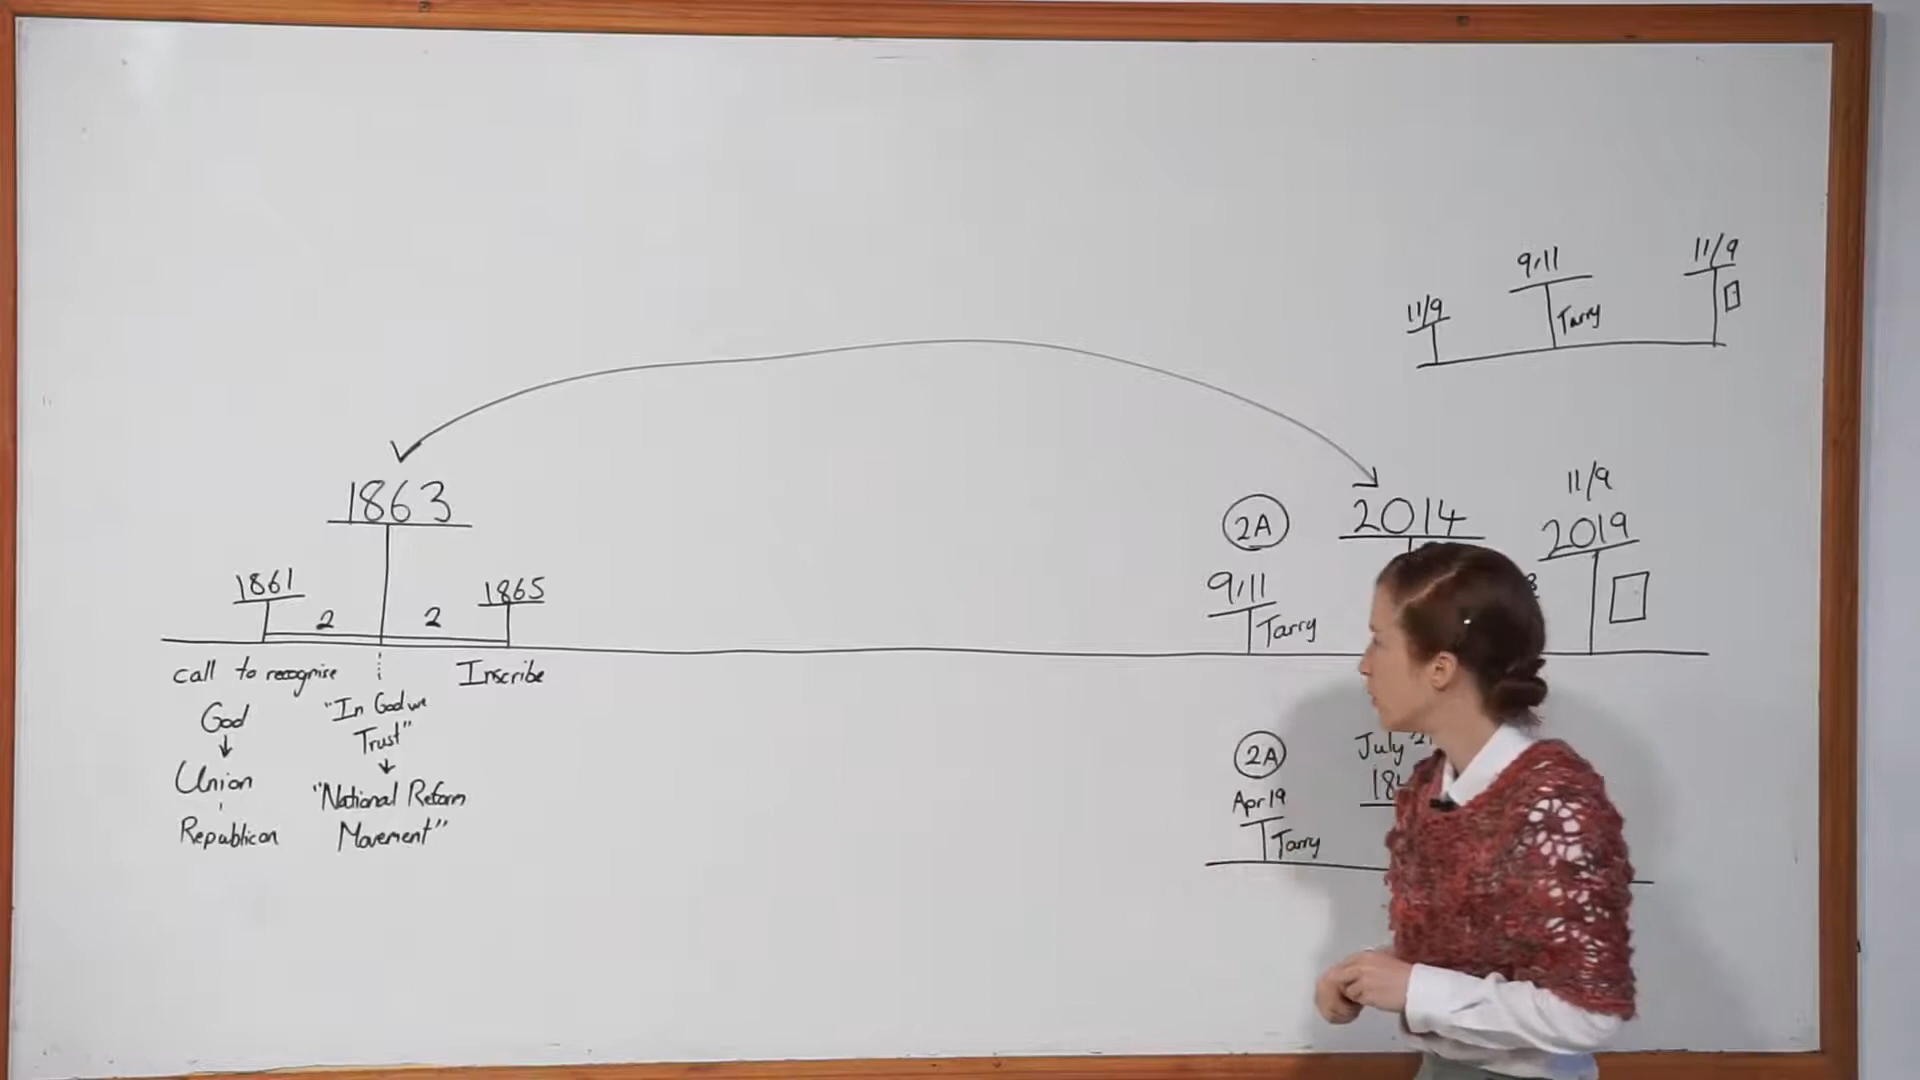 11/9
9/11
Tarry
11/9
1863
1861
2
2
1865
call to recognise
God
Union
Republican
"In God we
Trust"
"National Reform
Movement"
Inscribe
2A
9/11
Tarry
2014
11/9
2019
2A
Apr 19
Tarry
July